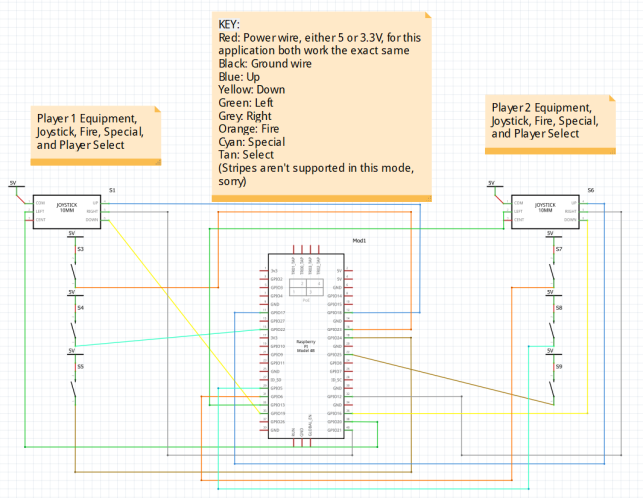 KEY:
Red: Power wire, either 5 or 3.3V, for this
application both work the exact same
Black: Ground wire
Blue: Up
Yellow: Down
Green: Left
Grey: Right
Orange: Fire
Cyan: Special
Tan: Select
(Stripes aren't supported in this mode,
sorry)
Player 1 Equipment,
Joystick, Fire, Special,
and Player Select
Player 2 Equipment,
Joystick, Fire, Special,
and Player Select
5V
S1
COM
LEFT
CENT
JOYSTICK
10MM
UP
RIGHT
DOWN
5V
S3
5V
S4
5V
S5
5V
S6
COM
LEFT
CENT
JOYSTICK
10MM
UP
RIGHT
DOWN
5V
S7
5V
S8
5V
S9
Mod1
Raspberry
Pi
Model 4B
3V3
GPIO2
GPIO3
GPIO4
GND
GPIO17
GPIO27
GPIO22
3V3
GPIO10
GPIO9
GPIO11
GND
ID_SD
GPIO5
GPIO6
GPIO13
GPIO19
GPIO26
GND
5V
5V
GND
GPIO14
GPIO15
GPIO18
GND
GPIO23
GPIO24
GND
GPIO25
GPIO8
GPIO7
ID_SC
GND
GPIO12
GND
GPIO16
GPIO20
GPIO21
RUN
GND
GLOBAL_EN